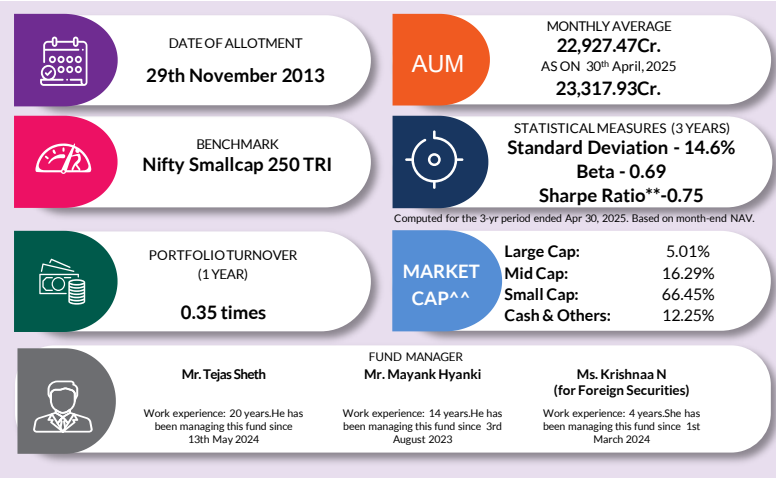 DATE OF ALLOTMENT
29th November 2013
AUM
MONTHLY AVERAGE
22,927.47Cr.
AS ON 30th April,2025
23,317.93Cr.
BENCHMARK
Nifty Smallcap 250 TRI
STATISTICAL MEASURES (3 YEARS)
Standard Deviation - 14.6%
Beta - 0.69
Sharpe Ratio**-0.75
Computed for the 3-yr period ended Apr 30, 2025. Based on month-end NAV.
PORTFOLIO TURNOVER
(1 YEAR)
0.35 times
MARKET
CAP^^
Large Cap: 5.01%
Mid Cap: 16.29%
Small Cap: 66.45%
Cash & Others: 12.25%
FUND MANAGER
Mr. Tejas Sheth
Work experience: 20 years.He has
been managing this fund since
13th May 2024
Mr. Mayank Hyanki
Work experience: 14 years.He has
been managing this fund since 3rd
August 2023
Ms. Krishnaa N
(for Foreign Securities)
Work experience: 4 years.She has
been managing this fund since 1st
March 2024